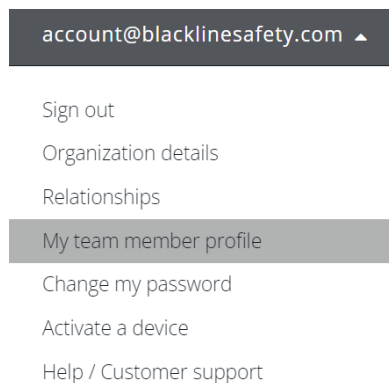 account@blacklinesafety.com
Sign out
Organization details
Relationships
My team member profile
Change my password
Activate a device
Help / Customer support